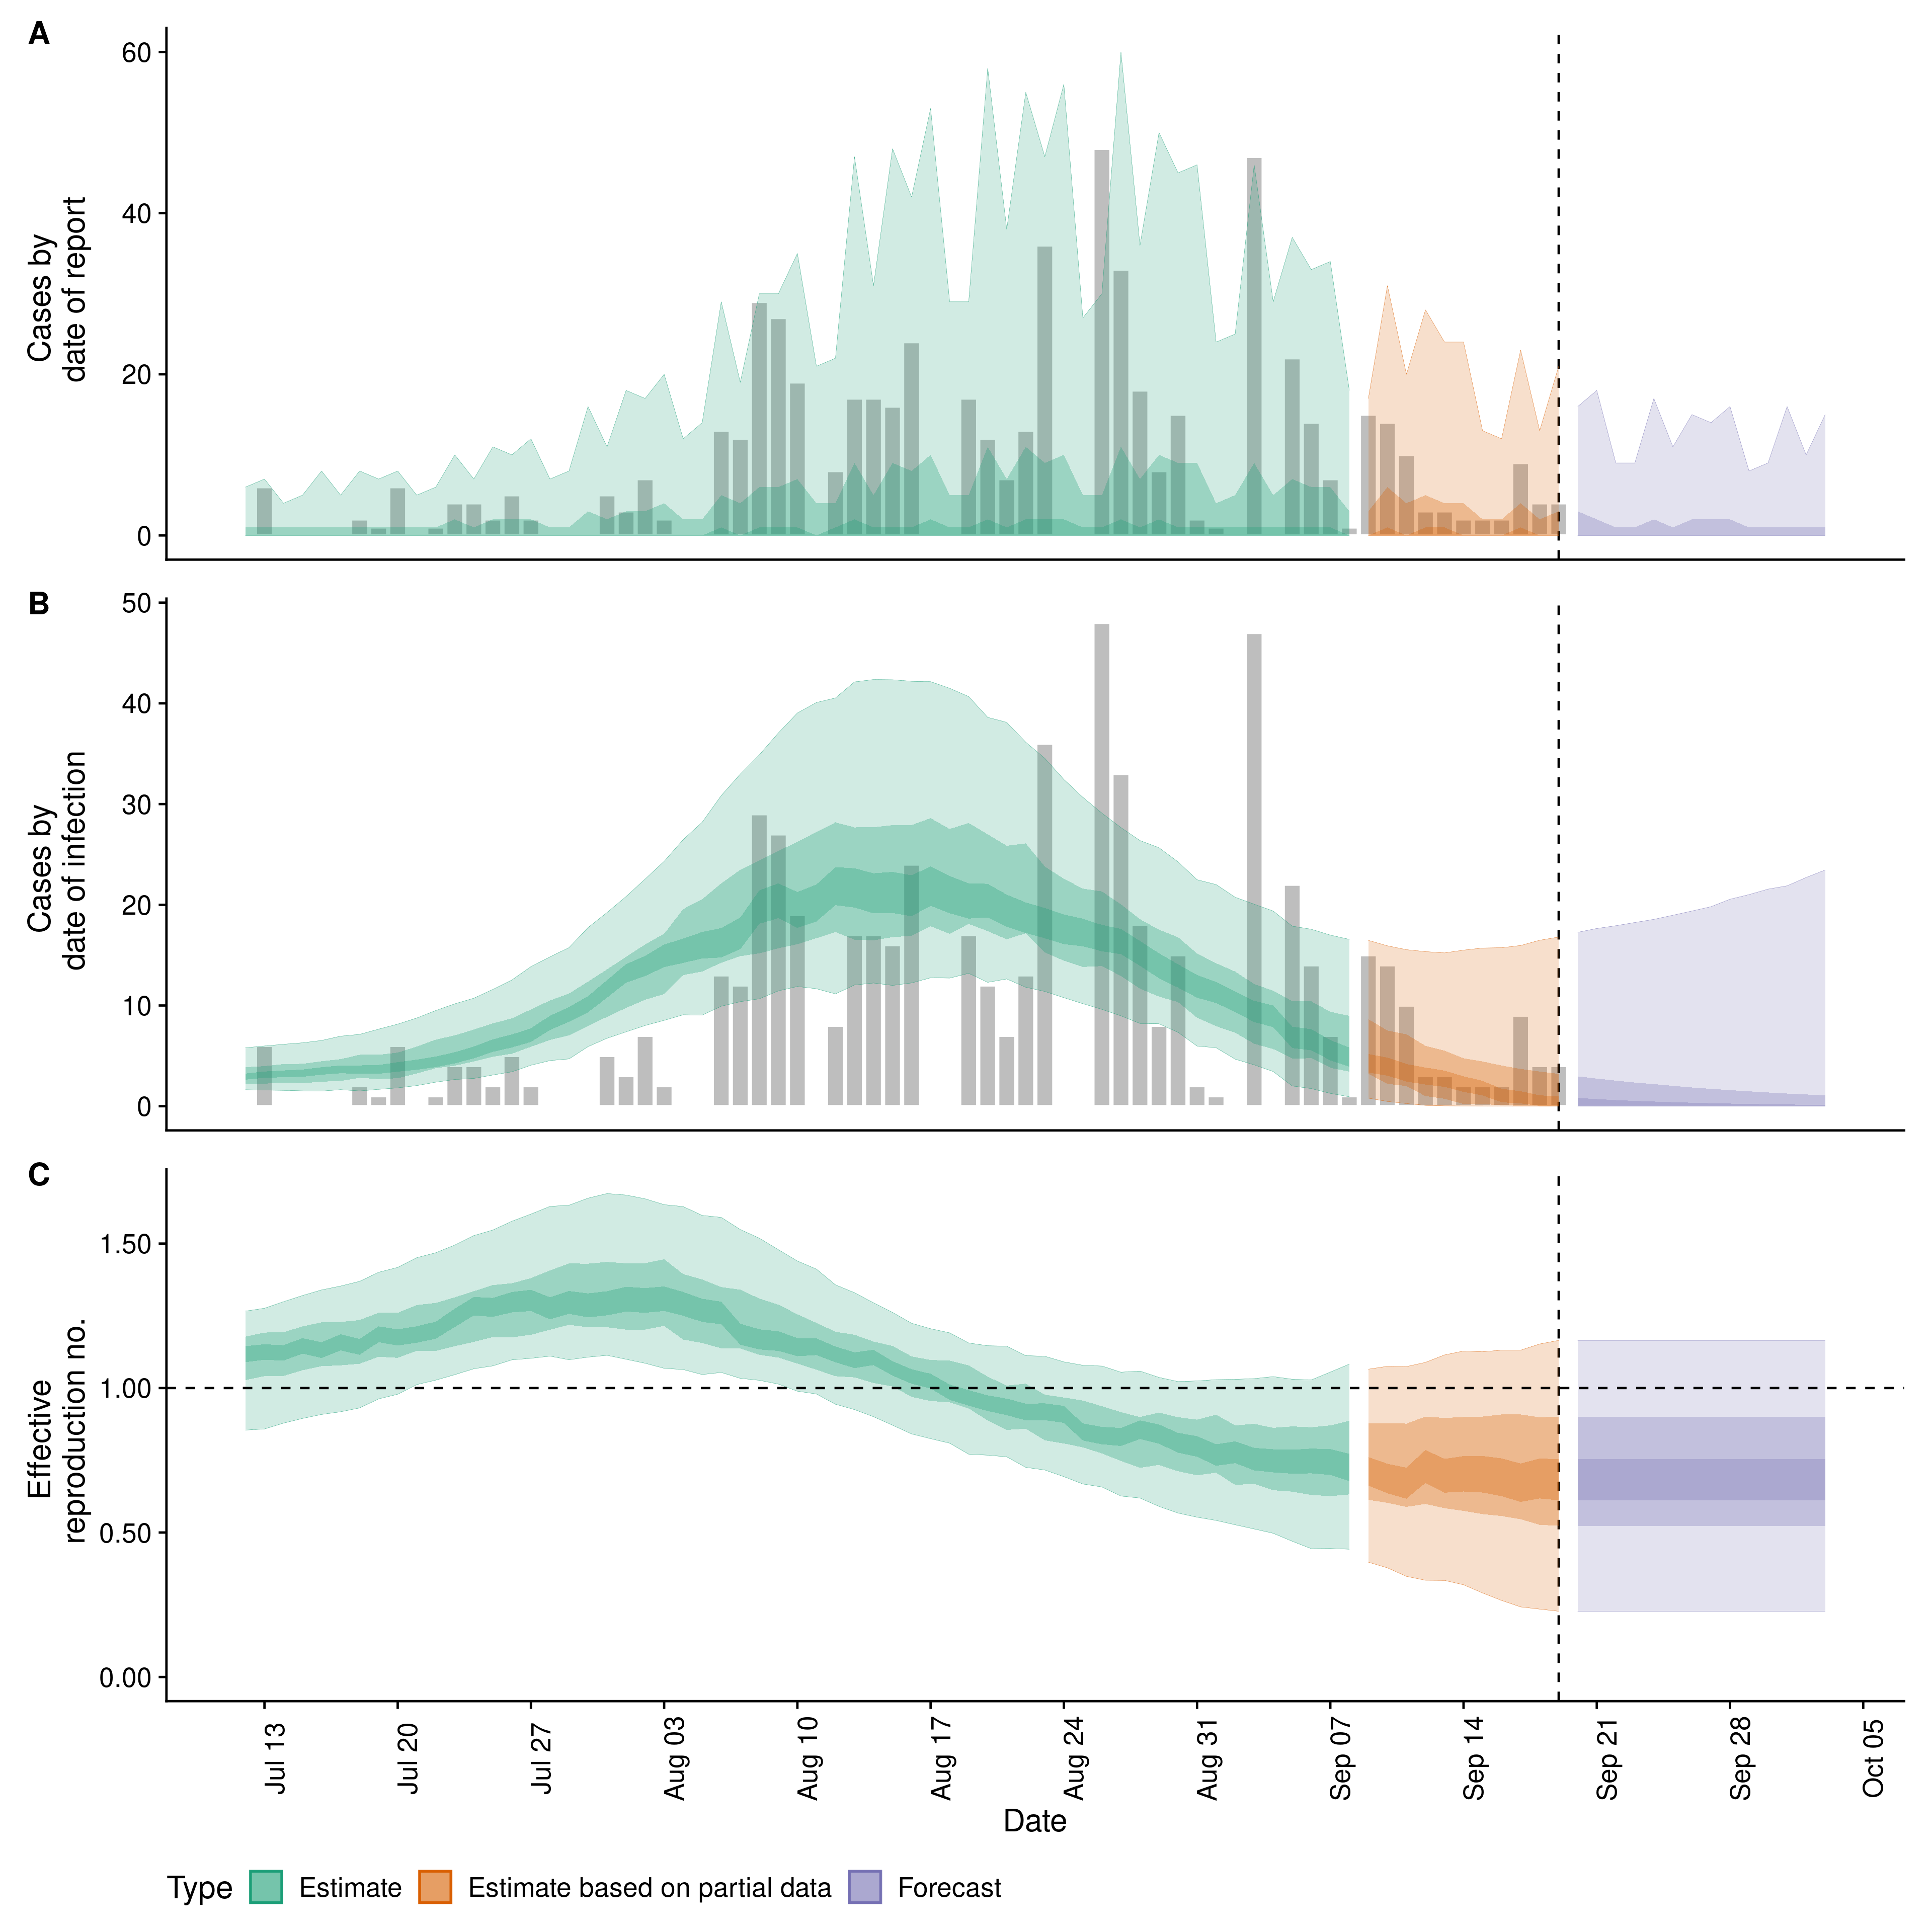 A
60
40
20
0
Cases by
date of report
B
50
40
30
20
10
0
Cases by
date of infection
C
1.50
1.00
0.50
0.00
Effective
reproduction no.
Jul 13
Jul 20
Jul 27
Aug 03
Aug 10
Aug 17
Aug 24
Aug 31
Sep 07
Sep 14
Sep 21
Sep 28
Oct 05
Date
Type Estimate Estimate based on partial data Forecast